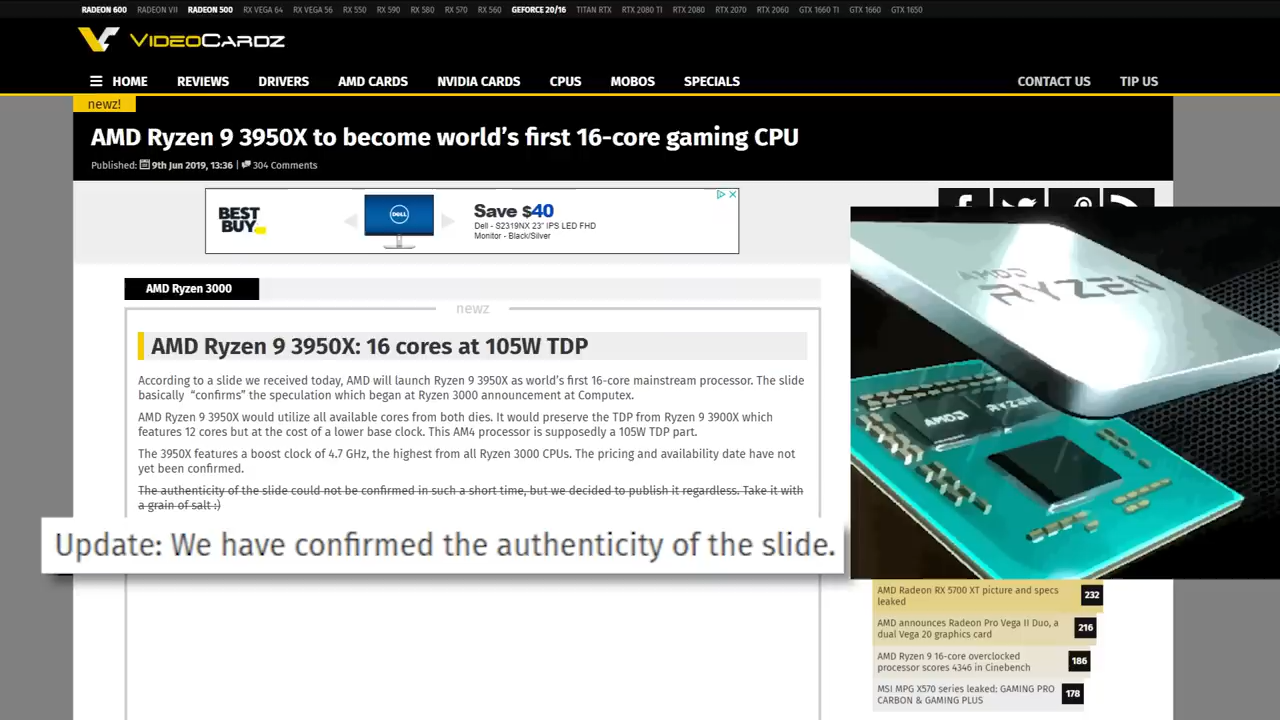 RADEON 600 RADEON VII RADEON 500 RX VEGA 64 RX VEGA 56 RX 550 RX 590 RX 580 RX 570 RX 560 GEFORCE 20/16 TITAN RTX RTX 2080 TI RTX 2080 RTX 2070 RTX 2060 GTX 1660 TI GTX 1660 GTX 1650
VIDEOCARDZ
HOME REVIEWS DRIVERS AMD CARDS NVIDIA CARDS CPUS MOBOS SPECIALS CONTACT US TIP US
newz!
AMD Ryzen 9 3950X to become world's first 16-core gaming CPU
Published: 9th Jun 2019, 13:36 | 304 Comments
BEST BUY
DELL
Save $40
Dell - S2319NX 23" IPS LED FHD
Monitor - Black/Silver
AMD Ryzen 3000
newz
AMD Ryzen 9 3950X: 16 cores at 105W TDP
According to a slide we received today, AMD will launch Ryzen 9 3950X as world's first 16-core mainstream processor. The slide
basically "confirms" the speculation which began at Ryzen 3000 announcement at Computex.
AMD Ryzen 9 3950X would utilize all available cores from both dies. It would preserve the TDP from Ryzen 9 3900X which
features 12 cores but at the cost of a lower base clock. This AM4 processor is supposedly a 105W TDP part.
The 3950X features a boost clock of 4.7 GHz, the highest from all Ryzen 3000 CPUs. The pricing and availability date have not
yet been confirmed.
The authenticity of the slide could not be confirmed in such a short time, but we decided to publish it regardless. Take it with
a grain of salt :)
Update: We have confirmed the authenticity of the slide.
AMD
RYZEN
AMD RYZEN
AMD Radeon RX 5700 XT picture and specs
leaked
232
AMD announces Radeon Pro Vega II Duo, a
dual Vega 20 graphics card
216
AMD Ryzen 9 16-core overclocked
processor scores 4346 in Cinebench
186
MSI MPG X570 series leaked: GAMING PRO
CARBON & GAMING PLUS
178